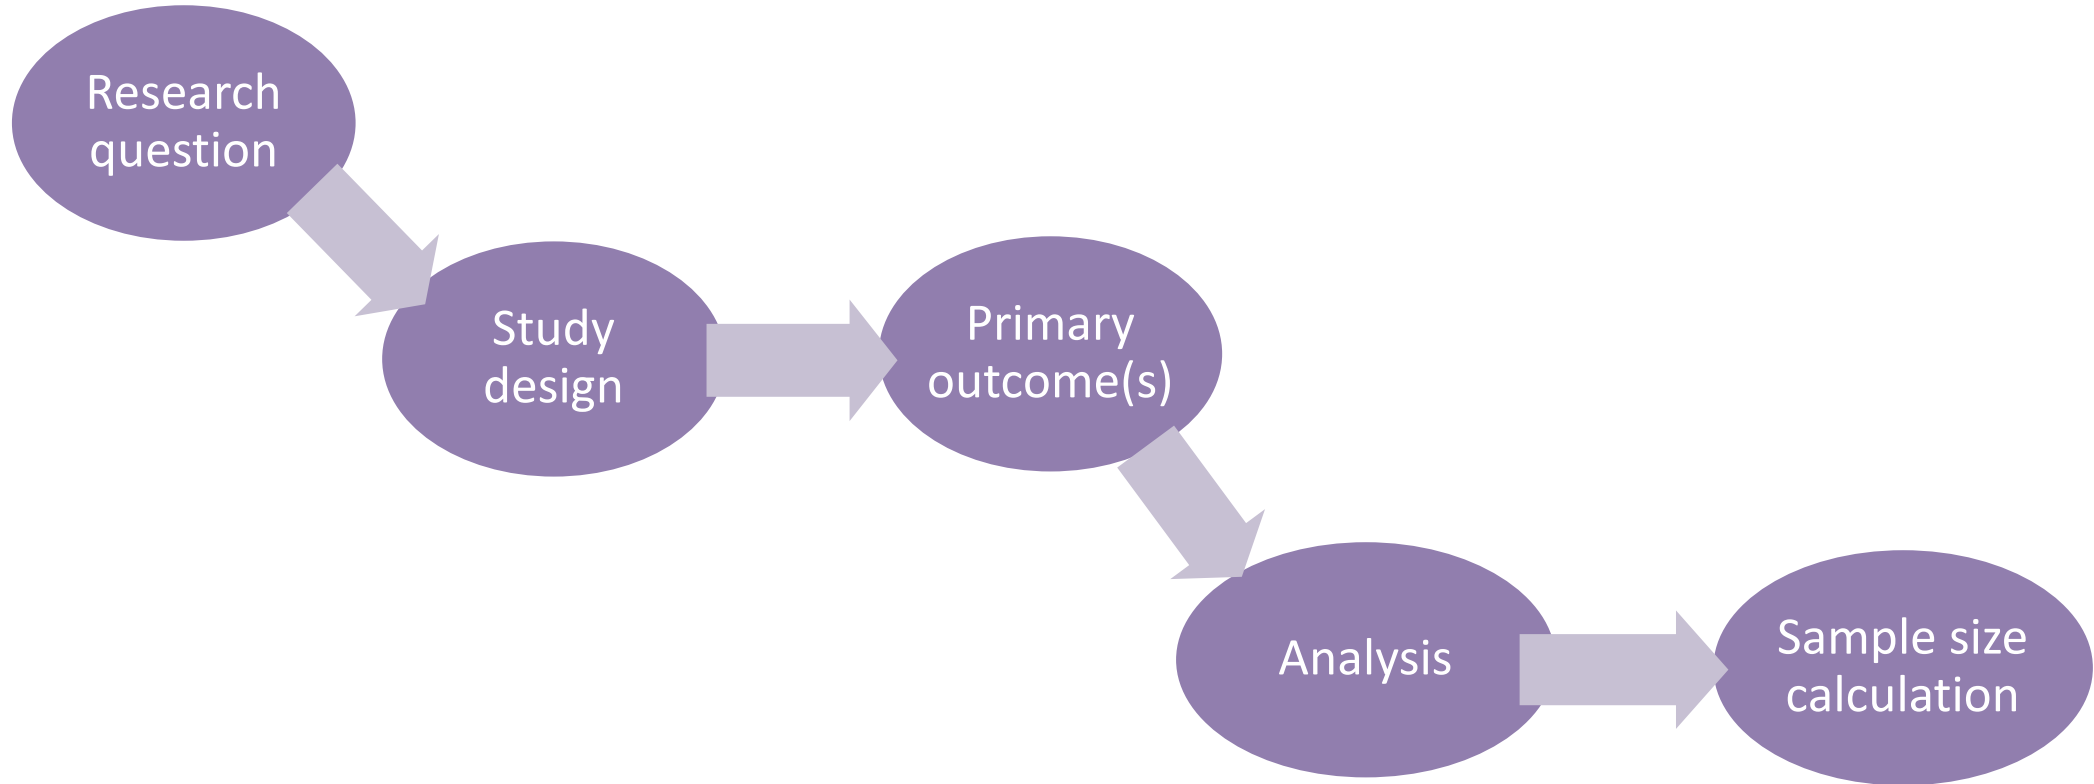 Research
question
Study
design
Primary
outcome(s)
Analysis
Sample size
calculation